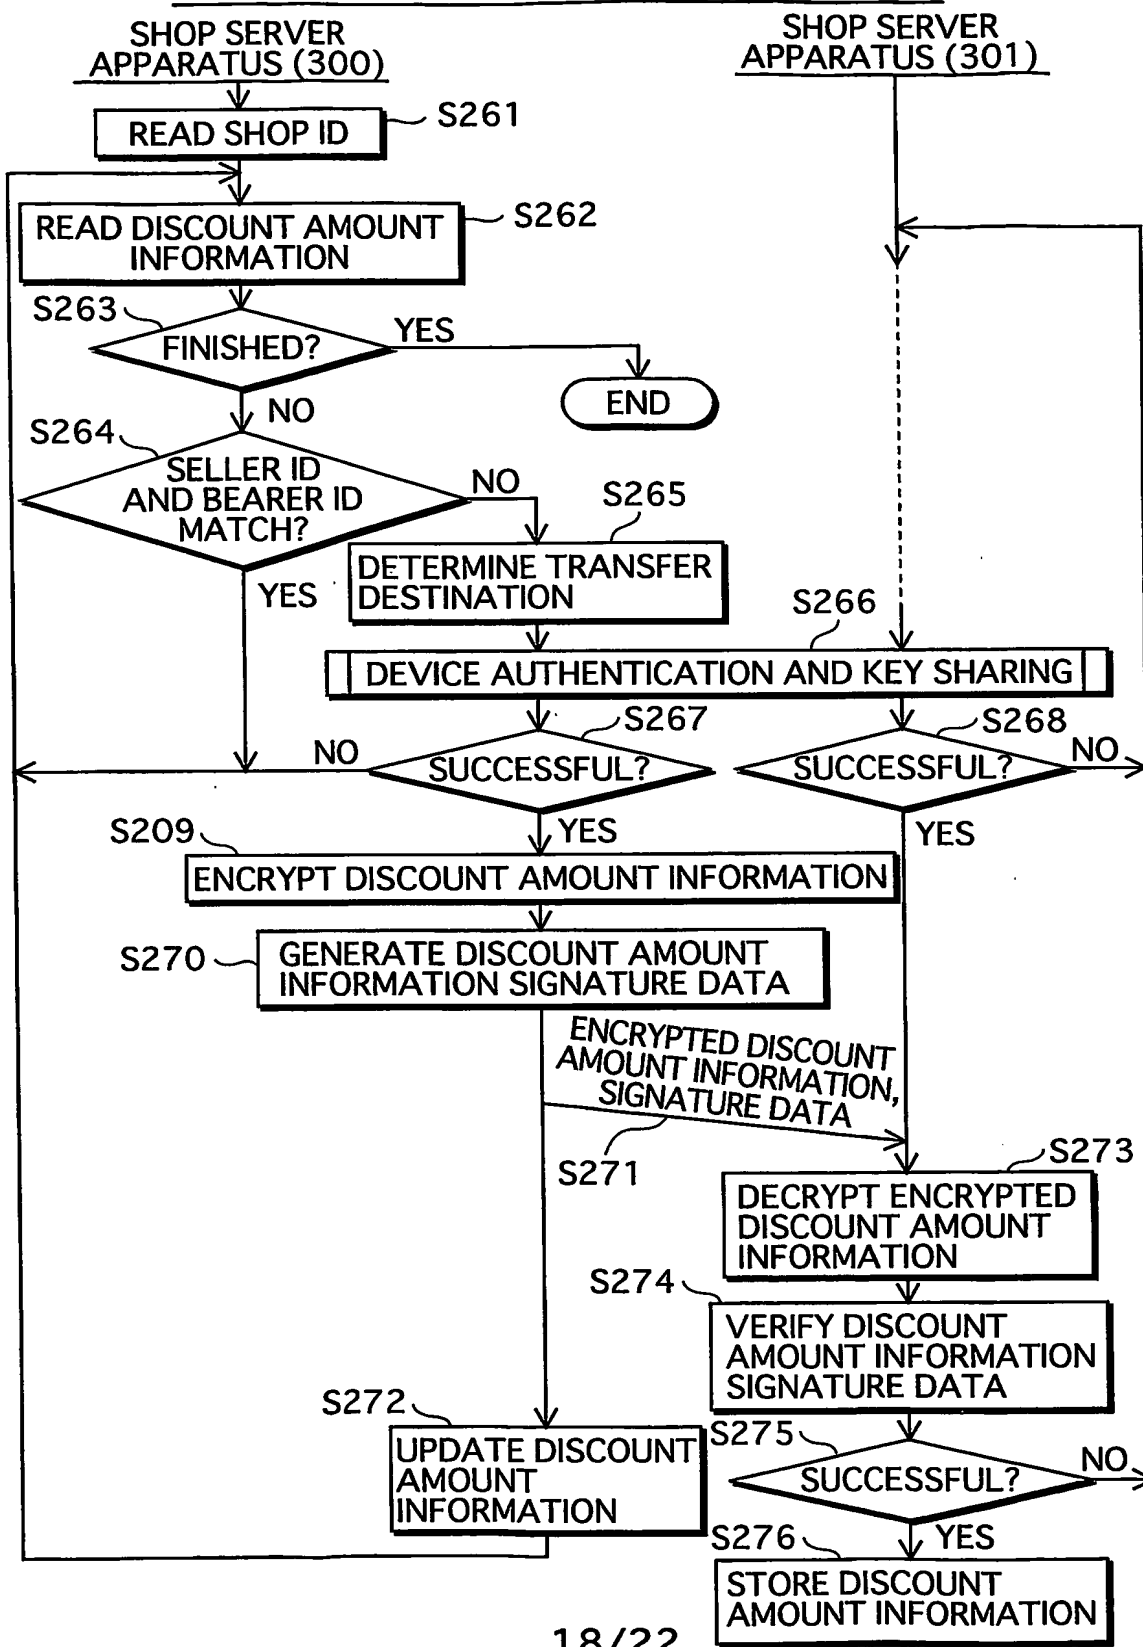 SHOP SERVER
APPARATUS (300)
SHOP SERVER
APPARATUS (301)
S261
READ SHOP ID
S262
READ DISCOUNT AMOUNT
INFORMATION
S263
FINISHED?
YES
END
NO
S264
SELLER ID
AND BEARER ID
MATCH?
NO
S265
YES
DETERMINE TRANSFER
DESTINATION
S266
DEVICE AUTHENTICATION AND KEY SHARING
S267
S268
NO
SUCCESSFUL?
SUCCESSFUL?
NO
S209
YES
YES
ENCRYPT DISCOUNT AMOUNT INFORMATION
S270
GENERATE DISCOUNT AMOUNT
INFORMATION SIGNATURE DATA
ENCRYPTED DISCOUNT
AMOUNT INFORMATION,
SIGNATURE DATA
S271
S273
DECRYPT ENCRYPTED
DISCOUNT AMOUNT
INFORMATION
S274
VERIFY DISCOUNT
AMOUNT INFORMATION
SIGNATURE DATA
S272
UPDATE DISCOUNT
AMOUNT
INFORMATION
S275
SUCCESSFUL?
NO
S276
YES
STORE DISCOUNT
AMOUNT INFORMATION
18/22